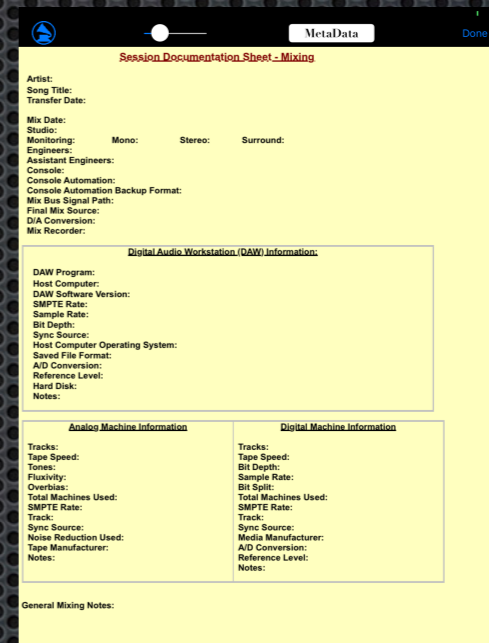 MetaData
Done
Session Documentation Sheet - Mixing
Artist:
Song Title:
Transfer Date:
Mix Date:
Studio:
Monitoring: Mono: Stereo: Surround:
Engineers:
Assistant Engineers:
Console:
Console Automation:
Console Automation Backup Format:
Mix Bus Signal Path:
Final Mix Source:
D/A Conversion:
Mix Recorder:
Digital Audio Workstation (DAW) Information:
DAW Program:
Host Computer:
DAW Software Version:
SMPTE Rate:
Sample Rate:
Bit Depth:
Sync Source:
Host Computer Operating System:
Saved File Format:
A/D Conversion:
Reference Level:
Hard Disk:
Notes:
Analog Machine Information
Tracks:
Tape Speed:
Tones:
Fluxivity:
Overbias:
Total Machines Used:
SMPTE Rate:
Track:
Sync Source:
Noise Reduction Used:
Tape Manufacturer:
Notes:
Digital Machine Information
Tracks:
Tape Speed:
Bit Depth:
Sample Rate:
Bit Split:
Total Machines Used:
SMPTE Rate:
Track:
Sync Source:
Media Manufacturer:
A/D Conversion:
Reference Level:
Notes:
General Mixing Notes: